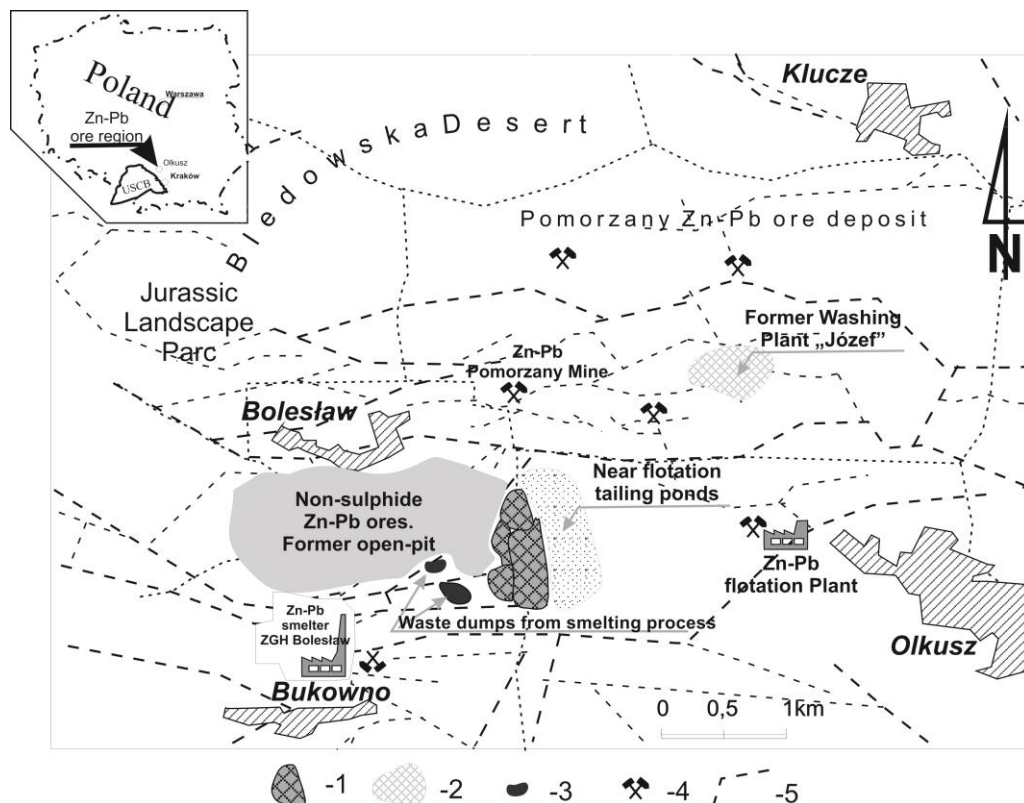 Poland
Warszawa
Zn-Pb
ore region
Olkusz
Kraków
USCB
Bledowska Desert
Klucze
Pomorzany Zn-Pb ore deposit
N
Jurassic
Landscape
Parc
Former Washing
Plant „Józef”
Zn-Pb
Pomorzany Mine
Bolesław
Near flotation
tailing ponds
Non-sulphide
Zn-Pb ores.
Former open-pit
Zn-Pb
flotation Plant
Zn-Pb
smelter
ZGH Bolesław
Waste dumps from smelting process
Olkusz
Bukowno
0 0,5 1km
-1 -2 -3 -4 -5